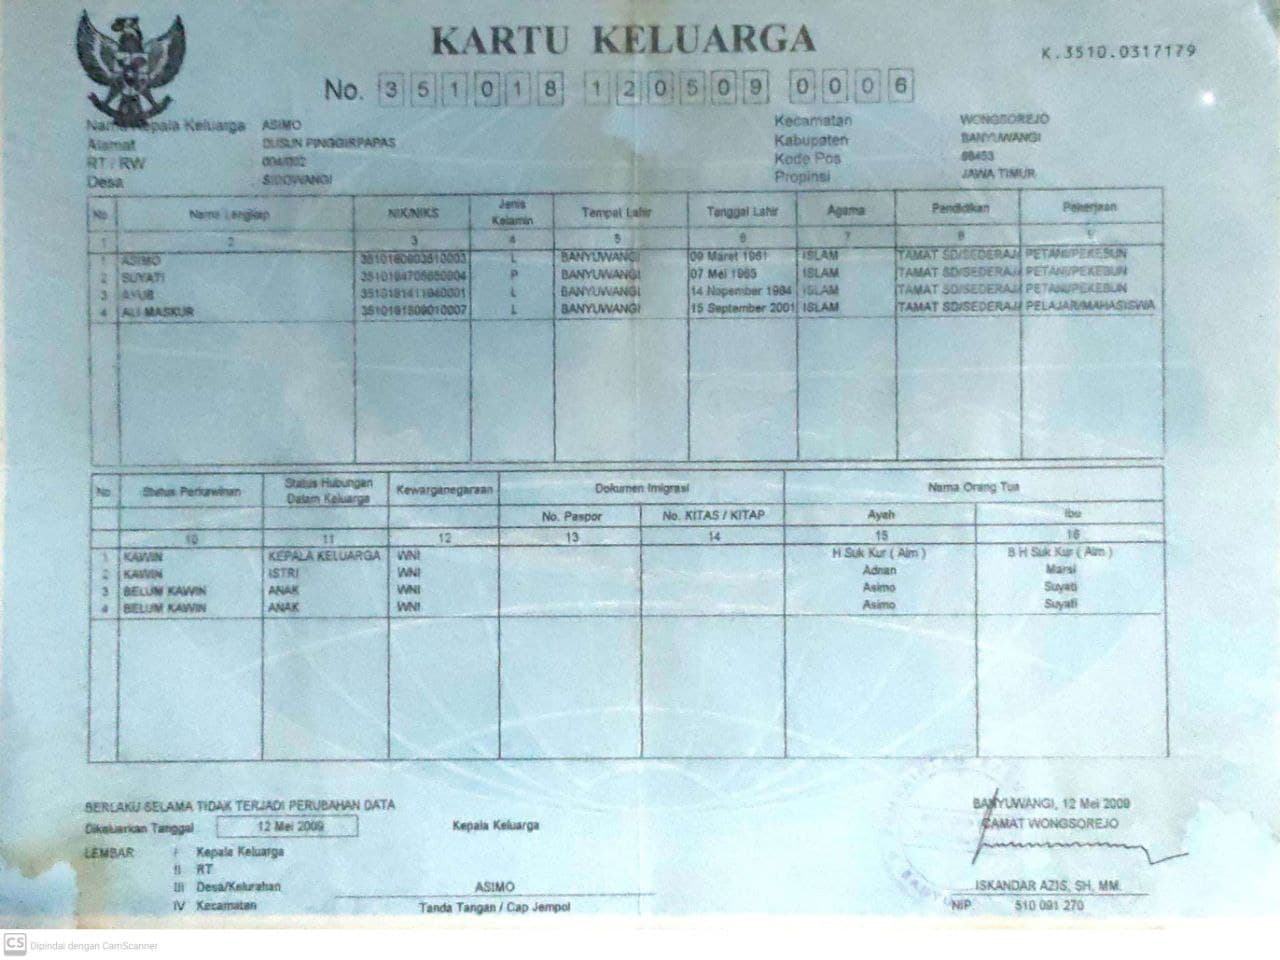 KARTU KELUARGA
K.3510.0317179
No. 351018 120509 0006
Nama Kepala Keluarga ASIMO
Alamat DUSUN PINGGIRPAPAS
RT / RW 004/002
Desa SIDOWANGI
Kecamatan WONGSOREJO
Kabupaten BANYUWANGI
Kode Pos 68453
Propinsi JAWA TIMUR
No Nama Lengkap NIK/NIKS Jenis Kelamin Tempat Lahir Tanggal Lahir Agama Pendidikan Pekerjaan
1 2 3 4 5 6 7 8 9
1 ASIMO L BANYUWANGI 09 Maret 1961 ISLAM TAMAT SD/SEDERAJ PETANI/PEKEBUN
2 SUYATI P BANYUWANGI 07 Mei 1965 ISLAM TAMAT SD/SEDERAJ PETANI/PEKEBUN
3 AYUB L BANYUWANGI 14 Nopember 1984 ISLAM TAMAT SD/SEDERAJ PETANI/PEKEBUN
4 ALI MASKUR 3510181509010007 L BANYUWANGI 15 September 2001 ISLAM TAMAT SD/SEDERAJ PELAJAR/MAHASISWA
No Status Perkawinan Status Hubungan Dalam Keluarga Kewarganegaraan Dokumen Imigrasi Nama Orang Tua
No. Paspor No. KITAS / KITAP Ayah Ibu
10 11 12 13 14 15 16
1 KAWIN KEPALA KELUARGA WNI H Suk Kur ( Alm ) B H Suk Kur ( Alm )
2 KAWIN ISTRI WNI Adnan Marsi
3 BELUM KAWIN ANAK WNI Asimo Suyati
4 BELUM KAWIN ANAK WNI Asimo Suyati
BERLAKU SELAMA TIDAK TERJADI PERUBAHAN DATA
Dikeluarkan Tanggal 12 Mei 2009
LEMBAR I Kepala Keluarga
II RT
III Desa/Kelurahan
IV Kecamatan
Kepala Keluarga
ASIMO
Tanda Tangan / Cap Jempol
BANYUWANGI, 12 Mei 2009
CAMAT WONGSOREJO
ISKANDAR AZIS, SH, MM.
NIP. 510 091 270
CS Dipindai dengan CamScanner